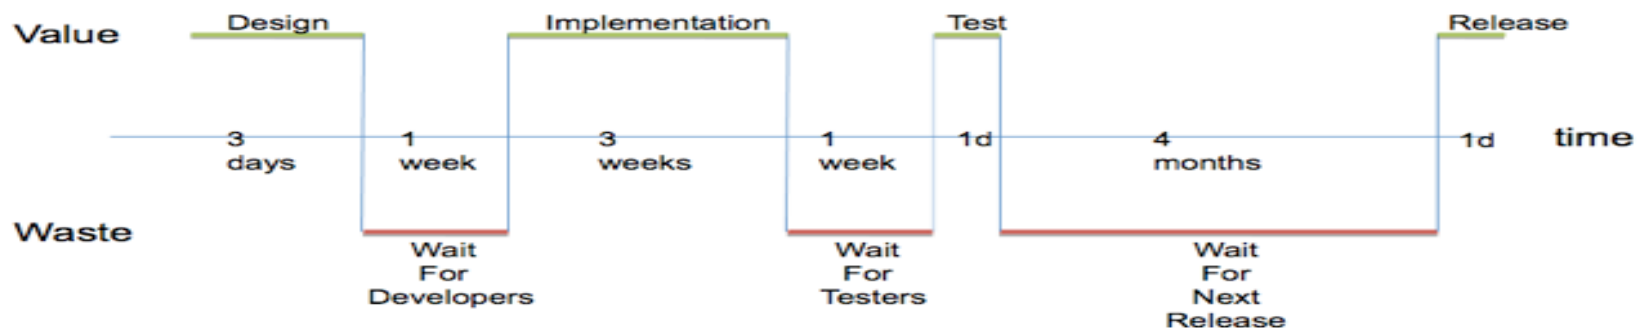 Value
Design
Implementation
Test
Release
3
days
1
week
3
weeks
1
week
1d
4
months
1d
time
Waste
Wait
For
Developers
Wait
For
Testers
Wait
For
Next
Release